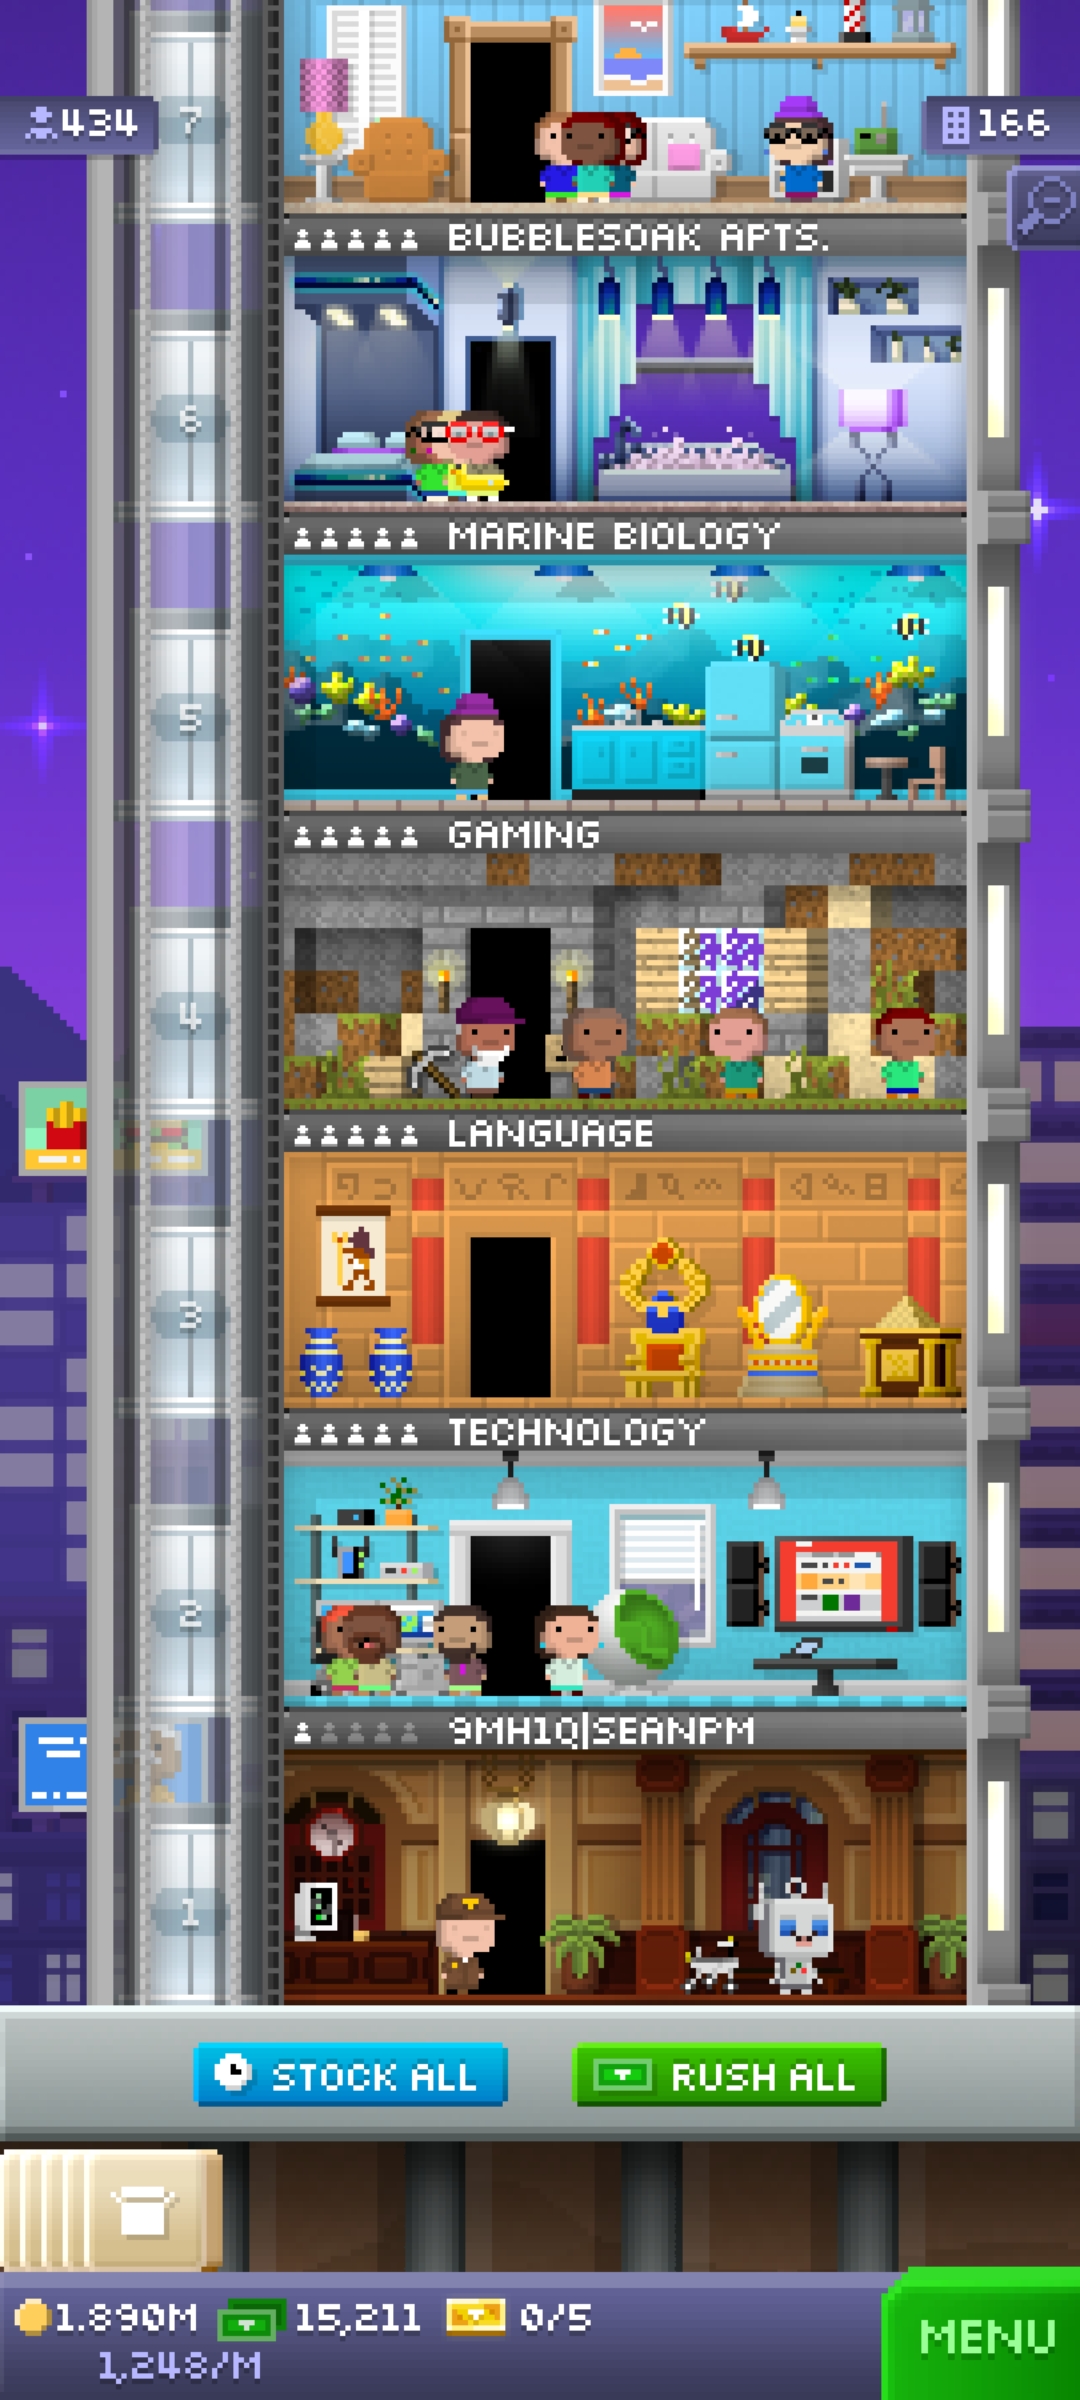 434
7
166
BUBBLESOAK APTS.
6
MARINE BIOLOGY
5
GAMING
4
LANGUAGE
3
TECHNOLOGY
2
9MH1Q|SEANPM
1
STOCK ALL
RUSH ALL
1.890M
15,211
0/5
1,248/M
MENU